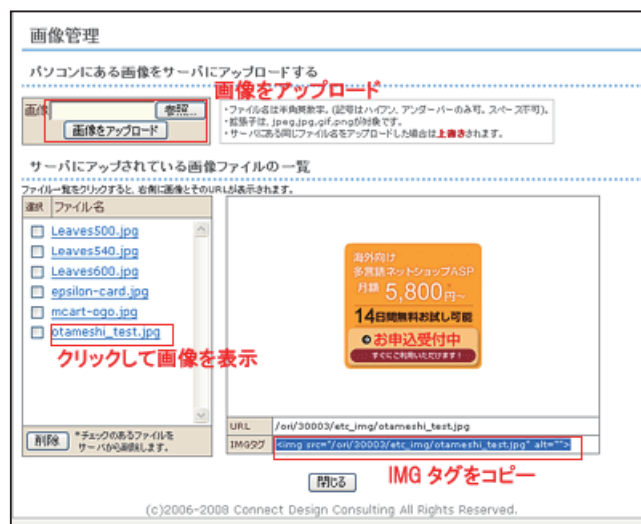 画像管理
パソコンにある画像をサーバにアップロードする
画像をアップロード
画像 参照...
画像をアップロード
・ファイル名は半角英数字。(記号はハイフン、アンダーバーのみ可。スペース不可)。
・拡張子は、jpeg,jpg,gif,pngが対象です。
・サーバにある同じファイル名をアップロードした場合は上書きされます。
サーバにアップされている画像ファイルの一覧
ファイル一覧をクリックすると、右側に画像とそのURLが表示されます。
選択 ファイル名
Leaves500.jpg
Leaves540.jpg
Leaves600.jpg
epsilon-card.jpg
mcart-ogo.jpg
otameshi_test.jpg
クリックして画像を表示
削除 *チェックのあるファイルを
サーバから削除します。
海外向け
多言語ネットショップASP
月額 5,800円~
14日間無料お試し可能
お申込受付中
すぐにご利用いただけます!
URL /ori/30003/etc_img/otameshi_test.jpg
IMGタグ <img src="/ori/30003/etc_img/otameshi_test.jpg" alt="">
IMG タグをコピー
閉じる
(c)2006-2008 Connect Design Consulting All Rights Reserved.